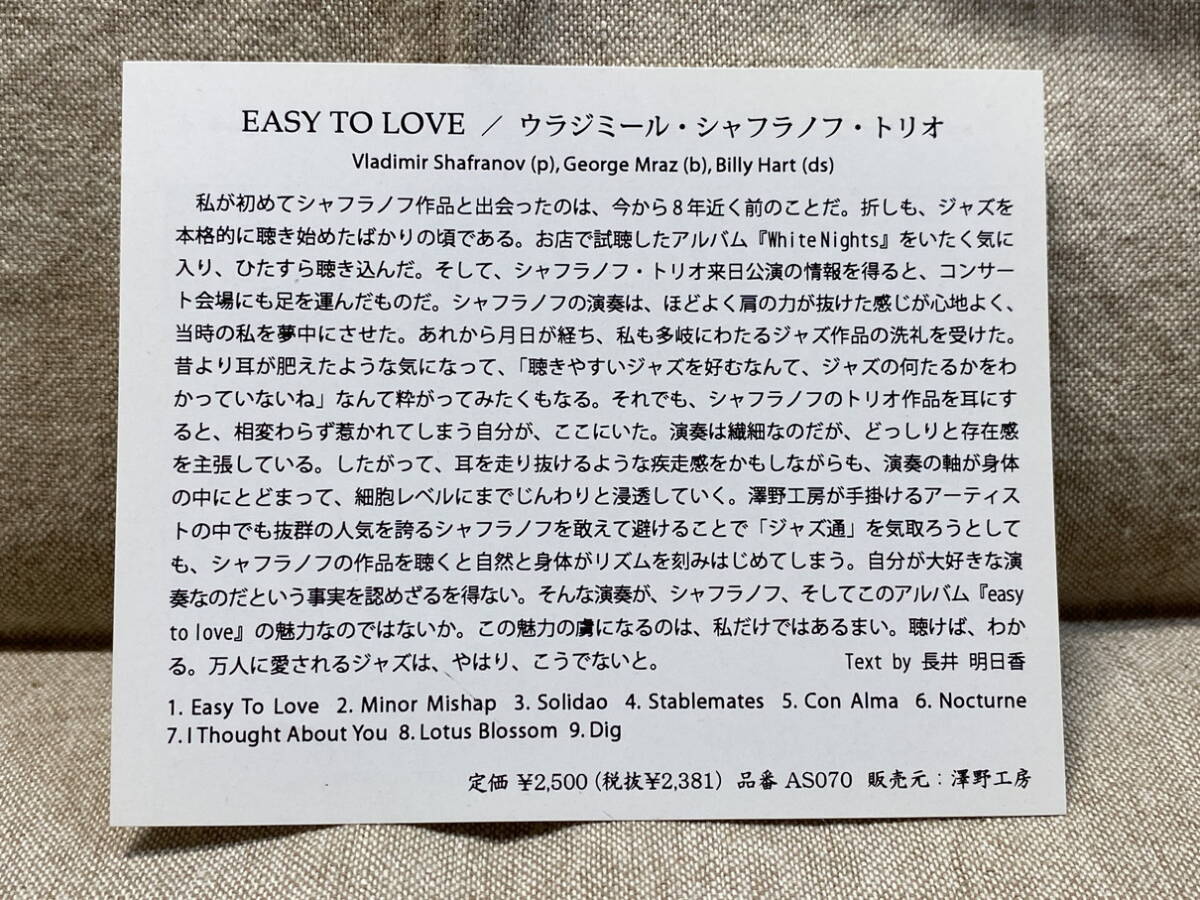 EASY TO LOVE ／ ウラジミール・シャフラノフ・トリオ
Vladimir Shafranov (p), George Mraz (b), Billy Hart (ds)
私が初めてシャフラノフ作品と出会ったのは、今から８年近く前のことだ。折しも、ジャズを
本格的に聴き始めたばかりの頃である。お店で試聴したアルバム『White Nights』をいたく気に
入り、ひたすら聴き込んだ。そして、シャフラノフ・トリオ来日公演の情報を得ると、コンサー
ト会場にも足を運んだものだ。シャフラノフの演奏は、ほどよく肩の力が抜けた感じが心地よく、
当時の私を夢中にさせた。あれから月日が経ち、私も多岐にわたるジャズ作品の洗礼を受けた。
昔より耳が肥えたような気になって、「聴きやすいジャズを好むなんて、ジャズの何たるかをわ
かっていないね」なんて粋がってみたくもなる。それでも、シャフラノフのトリオ作品を耳にす
ると、相変わらず惹かれてしまう自分が、ここにいた。演奏は繊細なのだが、どっしりと存在感
を主張している。したがって、耳を走り抜けるような疾走感をかもしながらも、演奏の軸が身体
の中にとどまって、細胞レベルにまでじんわりと浸透していく。澤野工房が手掛けるアーティス
トの中でも抜群の人気を誇るシャフラノフを敢えて避けることで「ジャズ通」を気取ろうとして
も、シャフラノフの作品を聴くと自然と身体がリズムを刻みはじめてしまう。自分が大好きな演
奏なのだという事実を認めざるを得ない。そんな演奏が、シャフラノフ、そしてこのアルバム『easy
to love』の魅力なのではないか。この魅力の虜になるのは、私だけではあるまい。聴けば、わか
る。万人に愛されるジャズは、やはり、こうでないと。 Text by 長井 明日香
1. Easy To Love 2. Minor Mishap 3. Solidao 4. Stablemates 5. Con Alma 6. Nocturne
7. I Thought About You 8. Lotus Blossom 9. Dig
定価 ¥2,500 (税抜¥2,381) 品番 AS070 販売元：澤野工房